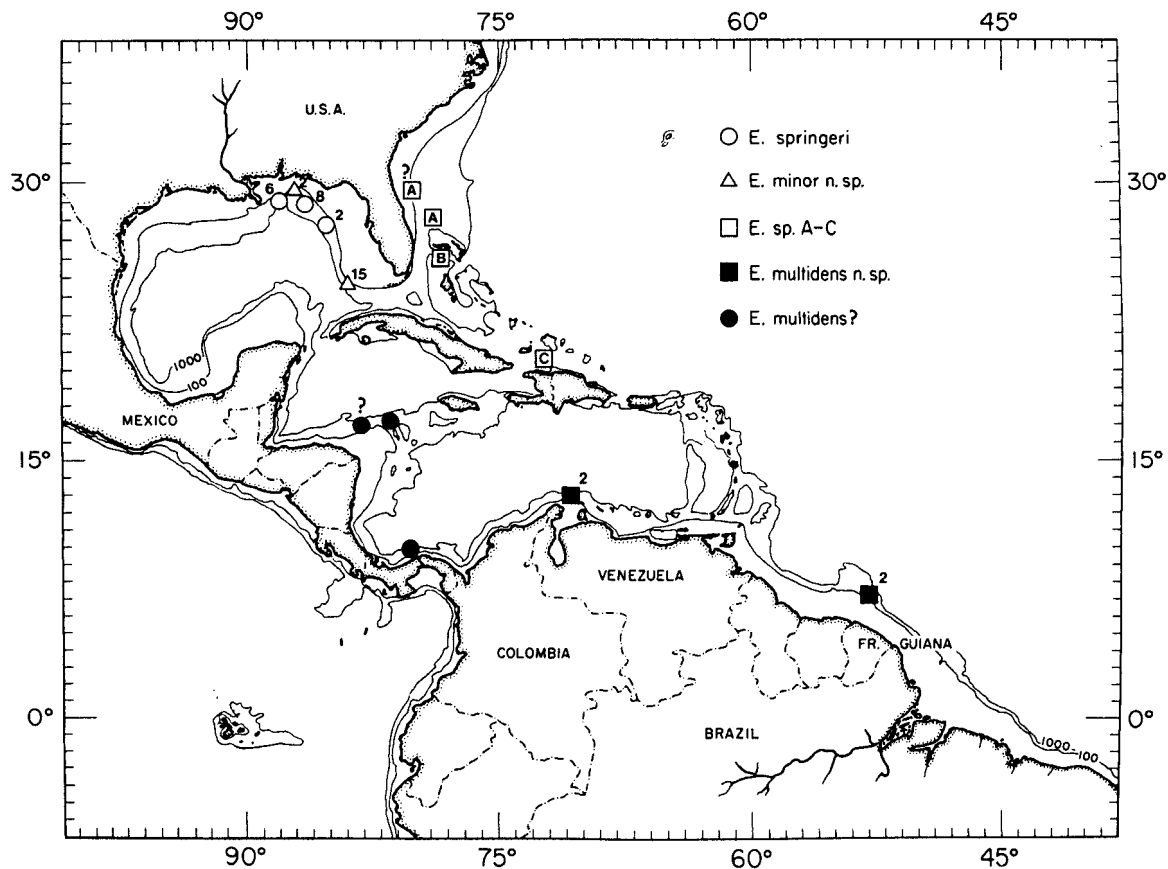 90° 75° 60° 45°
U.S.A.
○ E. springeri
△ E. minor n. sp.
□ E. sp. A-C
■ E. multidens n. sp.
● E. multidens?
30° 30°
?
A
6 2 8
A
2
B
15
1000
100
C
MEXICO
?
15° 15°
2
VENEZUELA
2
COLOMBIA
FR. GUIANA
0° 0°
BRAZIL
1000-100
90° 75° 60° 45°